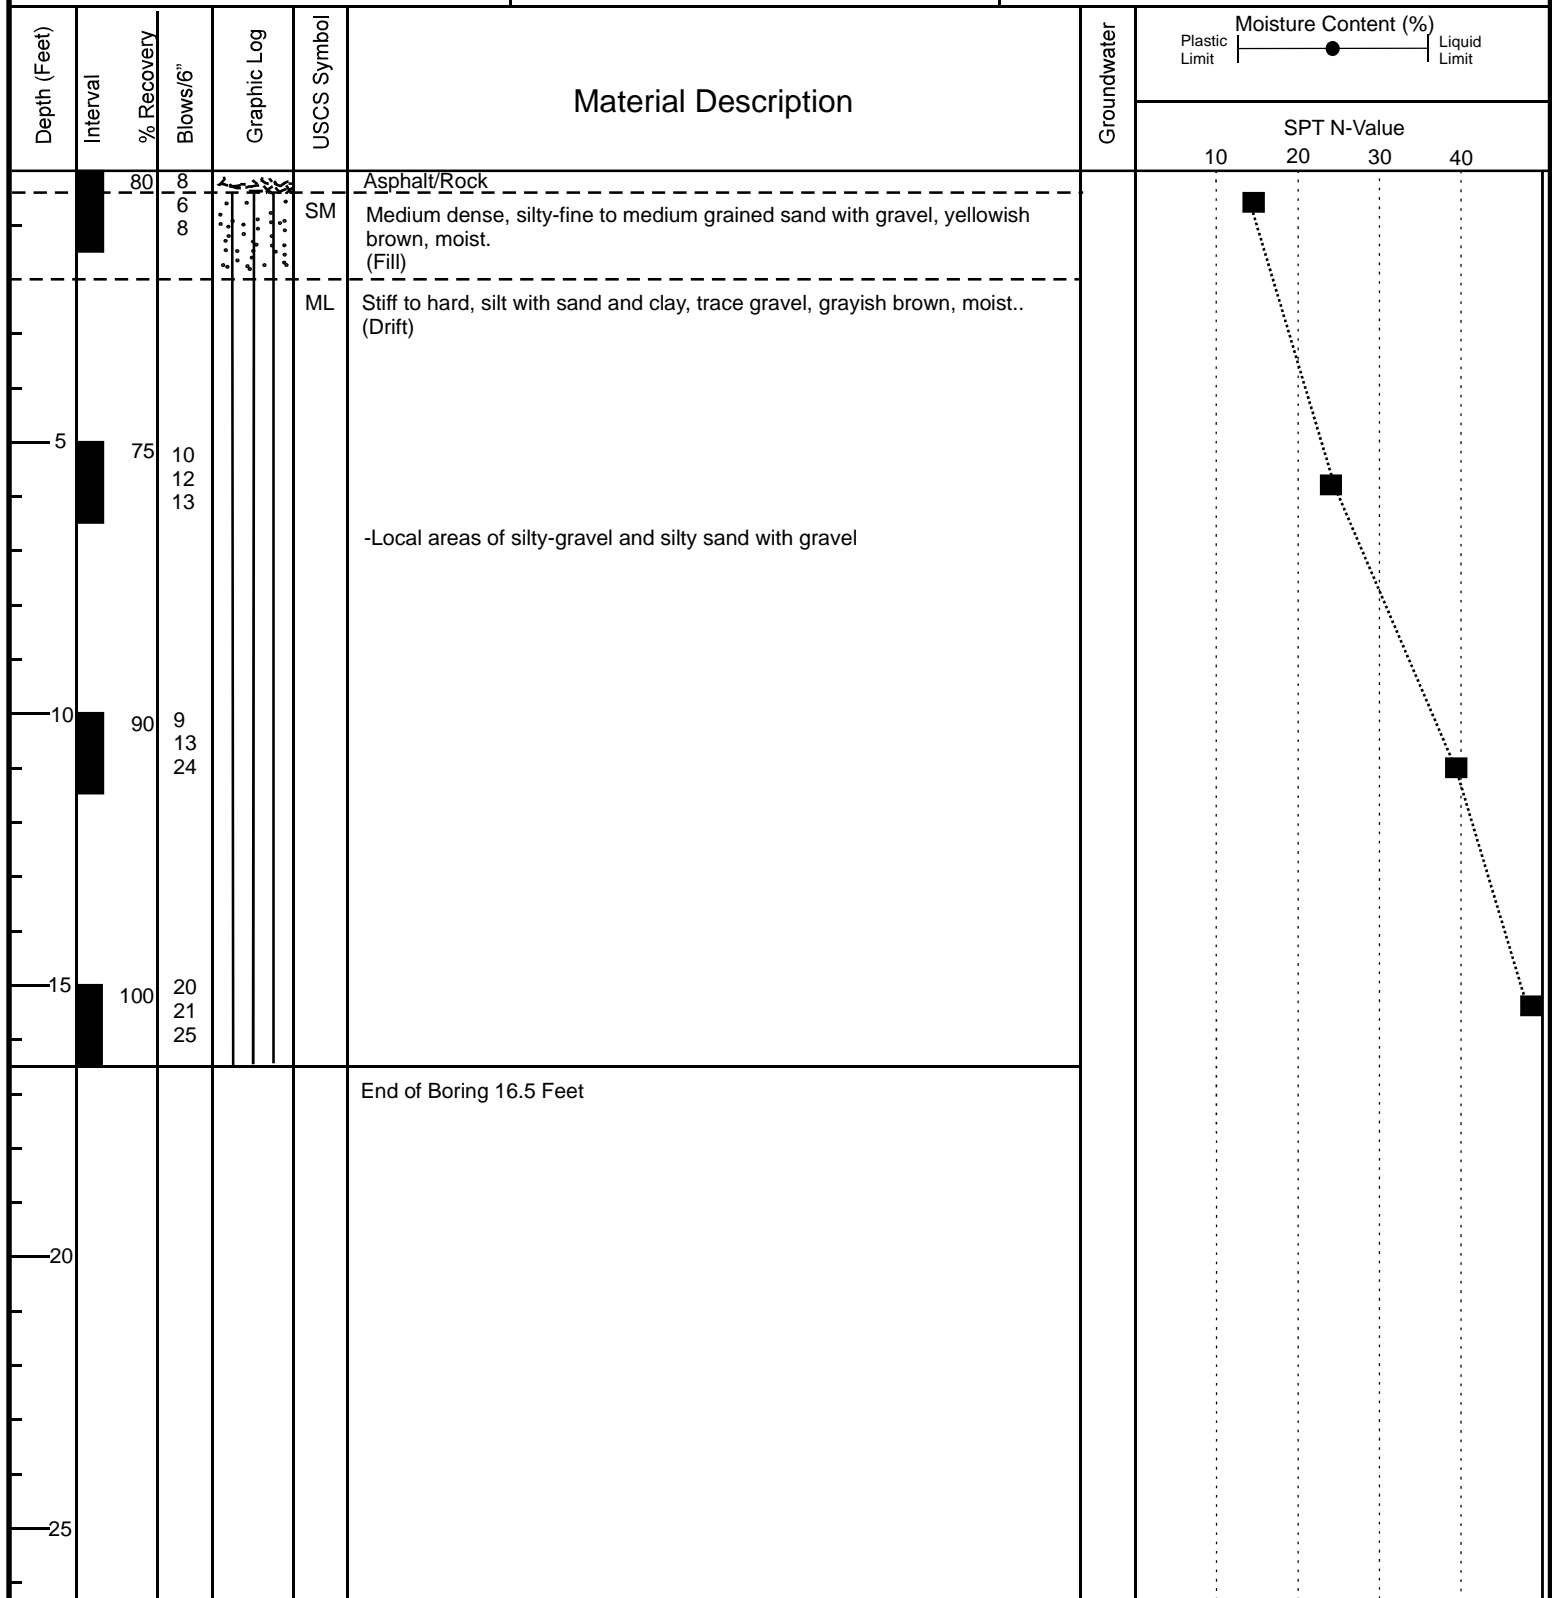 Depth (Feet)
Interval
% Recovery
Blows/6"
Graphic Log
USCS Symbol
Material Description
Groundwater
Moisture Content (%)
Plastic
Limit
Liquid
Limit
SPT N-Value
10 20 30 40
80 8
6
8
Asphalt/Rock
SM
Medium dense, silty-fine to medium grained sand with gravel, yellowish
brown, moist.
(Fill)
ML
Stiff to hard, silt with sand and clay, trace gravel, grayish brown, moist..
(Drift)
5 75 10
12
13
-Local areas of silty-gravel and silty sand with gravel
10 90 9
13
24
15 100 20
21
25
End of Boring 16.5 Feet
20
25